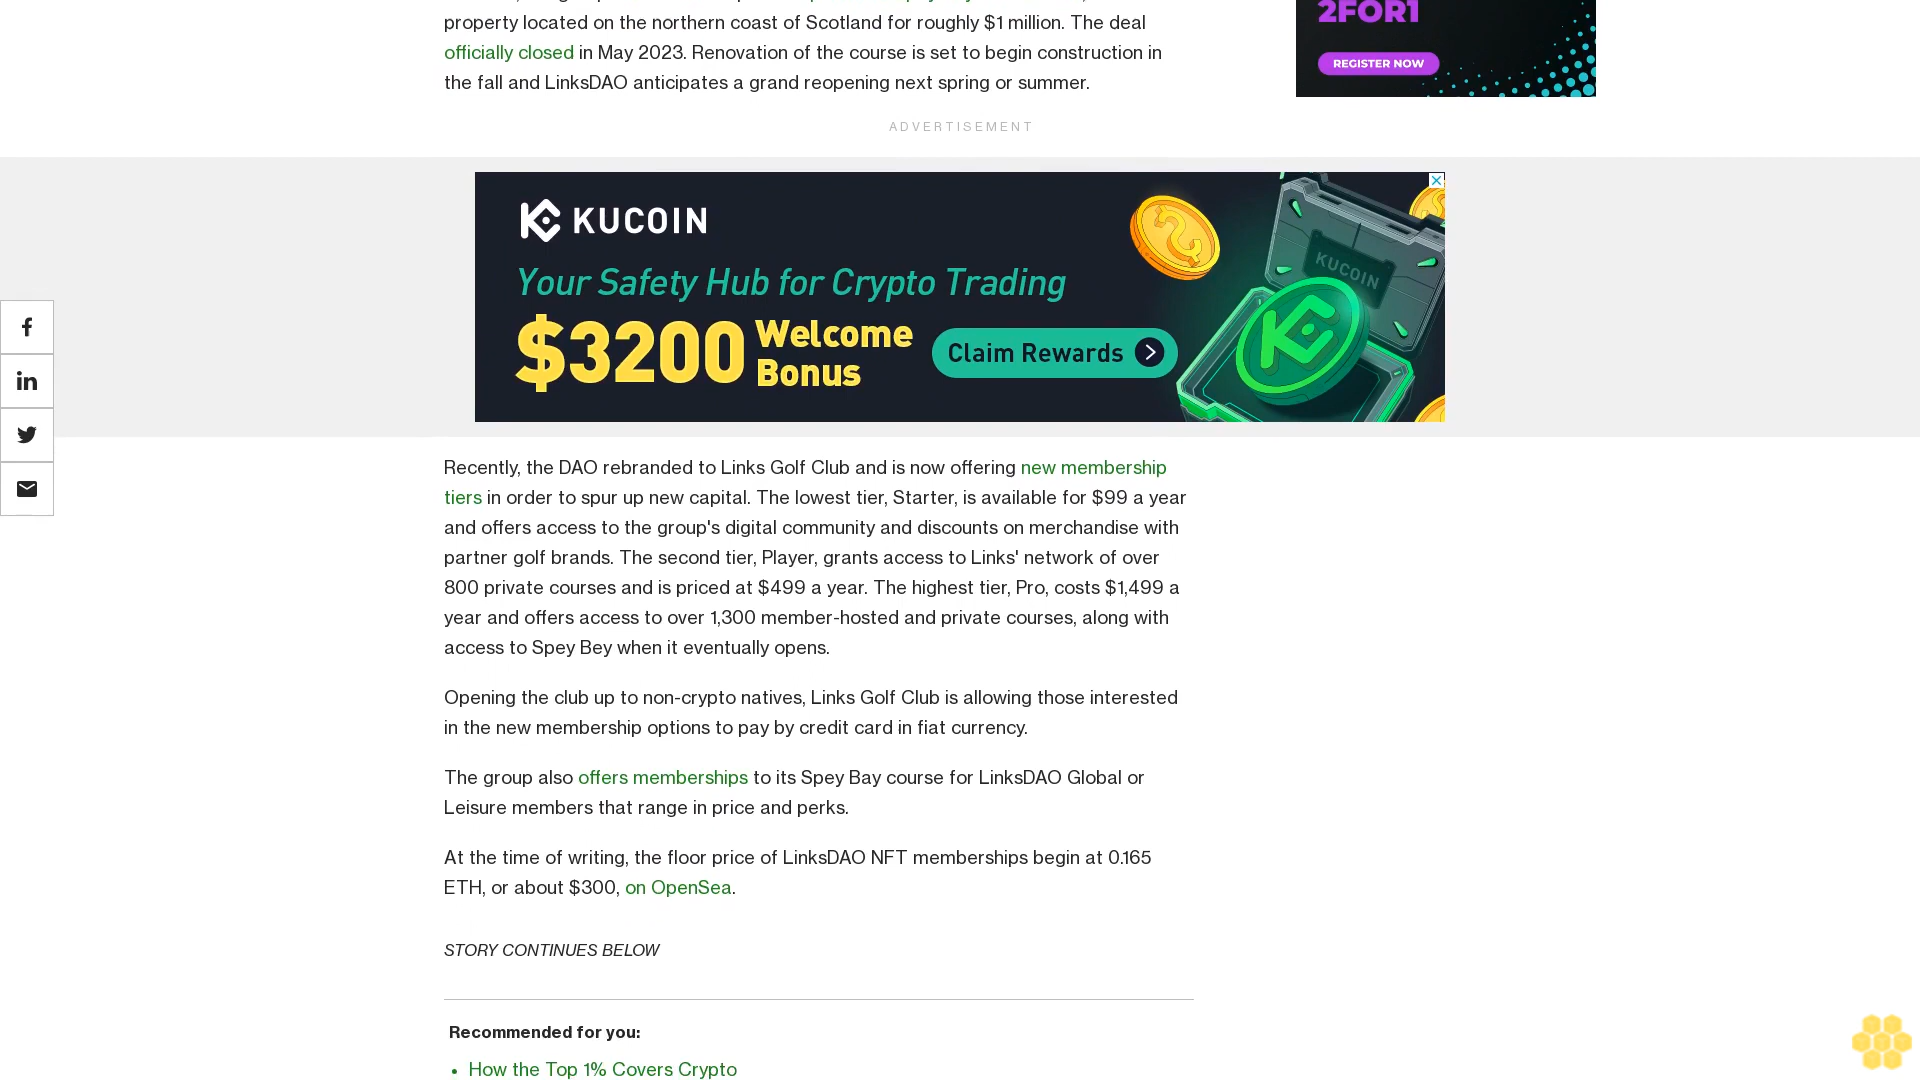 2FOR1
property located on the northern coast of Scotland for roughly $1 million. The deal
officially closed in May 2023. Renovation of the course is set to begin construction in
REGISTER NOW
the fall and LinksDAO anticipates a grand reopening next spring or summer.
ADVERTISEMENT
KUCOIN
Your Safety Hub for Crypto Trading
$3200 Welcome
Bonus
Claim Rewards
KUCOIN
Recently, the DAO rebranded to Links Golf Club and is now offering new membership
tiers in order to spur up new capital. The lowest tier, Starter, is available for $99 a year
and offers access to the group's digital community and discounts on merchandise with
partner golf brands. The second tier, Player, grants access to Links' network of over
800 private courses and is priced at $499 a year. The highest tier, Pro, costs $1,499 a
year and offers access to over 1,300 member-hosted and private courses, along with
access to Spey Bey when it eventually opens.
Opening the club up to non-crypto natives, Links Golf Club is allowing those interested
in the new membership options to pay by credit card in fiat currency.
The group also offers memberships to its Spey Bay course for LinksDAO Global or
Leisure members that range in price and perks.
At the time of writing, the floor price of LinksDAO NFT memberships begin at 0.165
ETH, or about $300, on OpenSea.
STORY CONTINUES BELOW
Recommended for you:
• How the Top 1% Covers Crypto